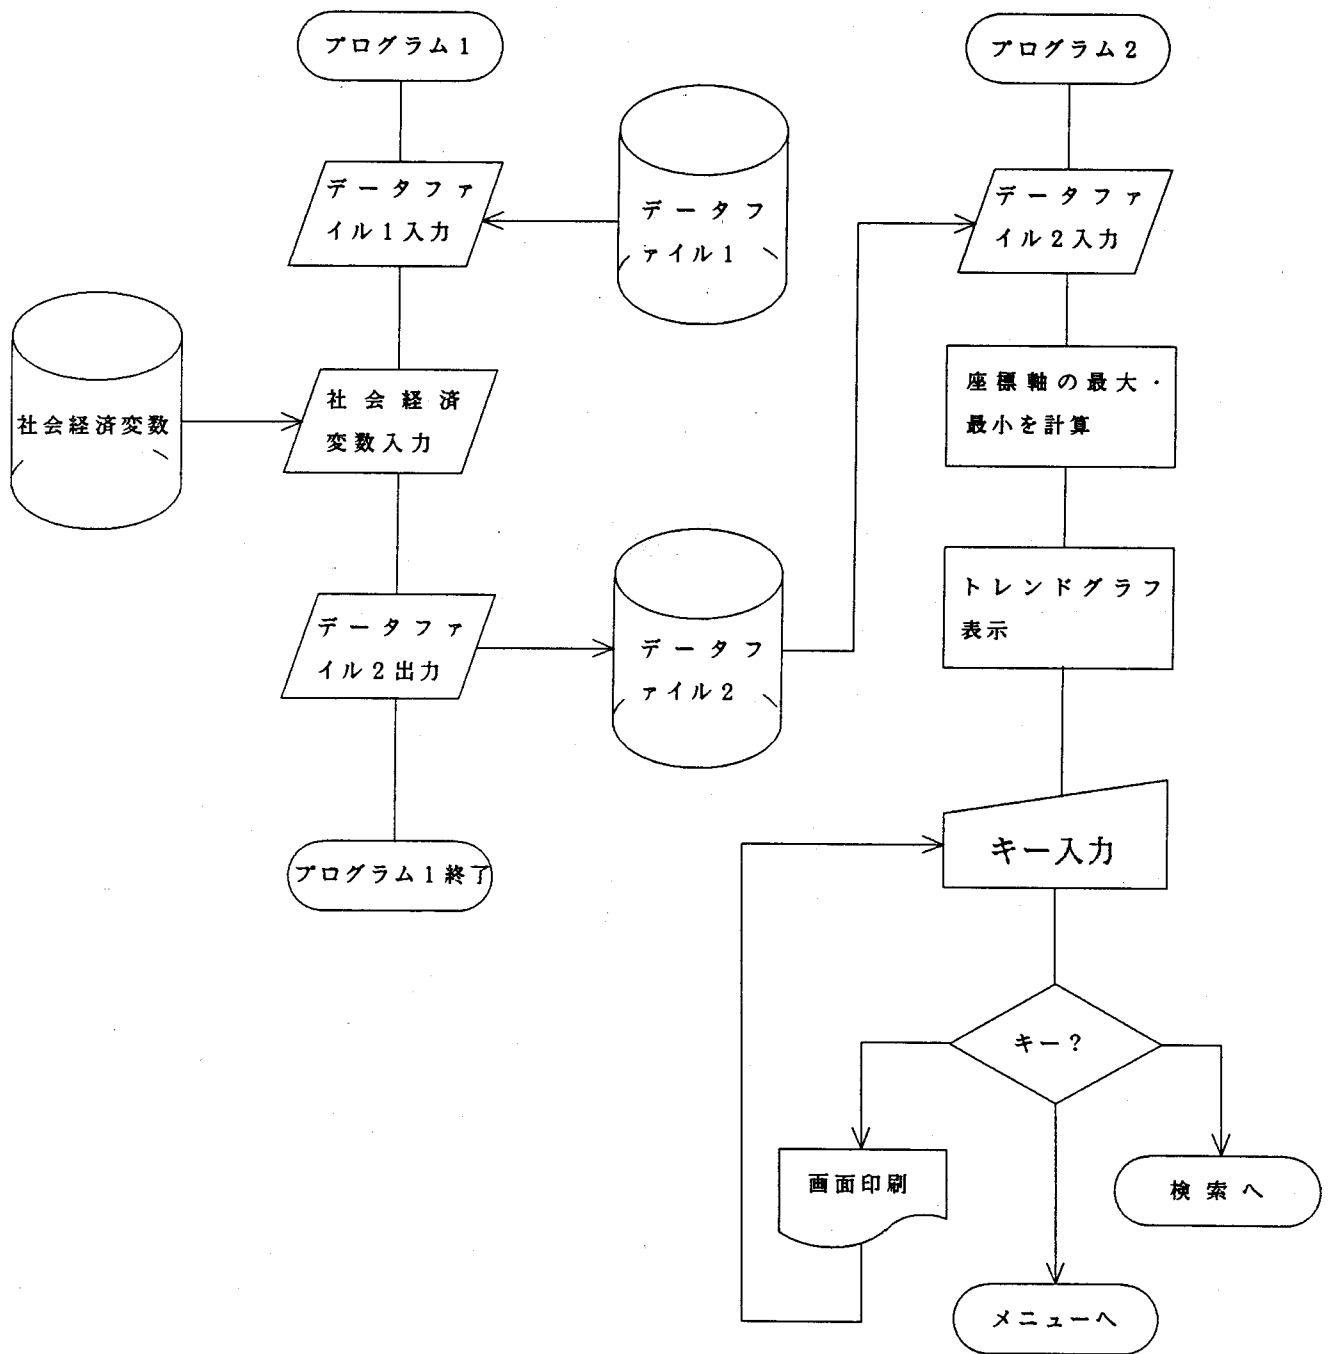 プログラム1
データファ
イル1入力
データフ
ァイル1
社会経済変数
社会経済
変数入力
データファ
イル2出力
データフ
ァイル2
プログラム1終了
プログラム2
データファ
イル2入力
座標軸の最大・
最小を計算
トレンドグラフ
表示
キー入力
キー?
画面印刷
検索へ
メニューへ